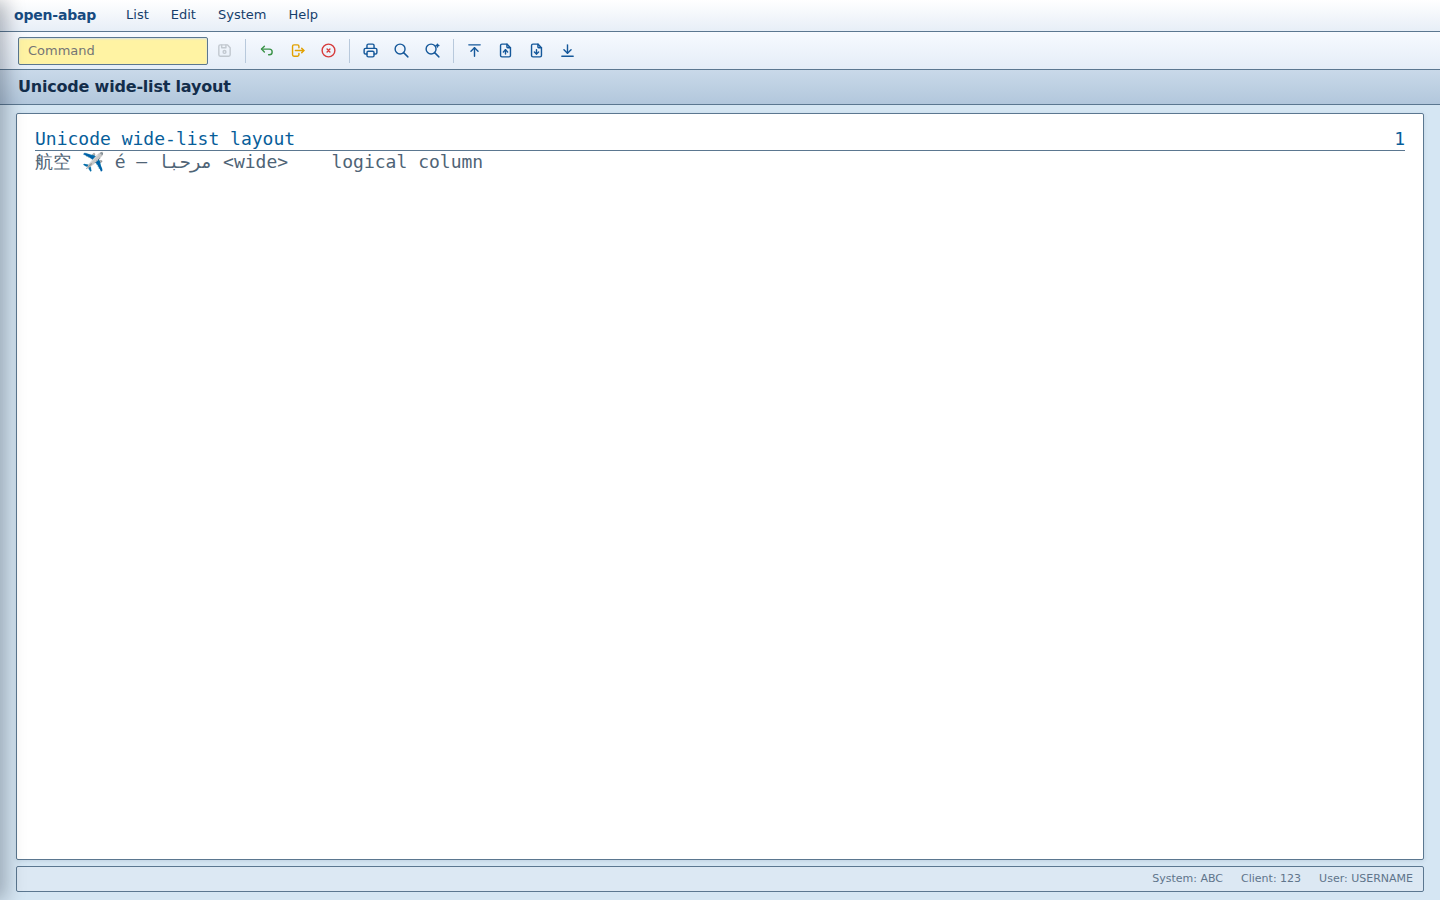 open-abap List Edit System Help
Command
Unicode wide-list layout
Unicode wide-list layout 1
航空 ✈️ é — مرحبا <wide> logical column
System: ABC Client: 123 User: USERNAME